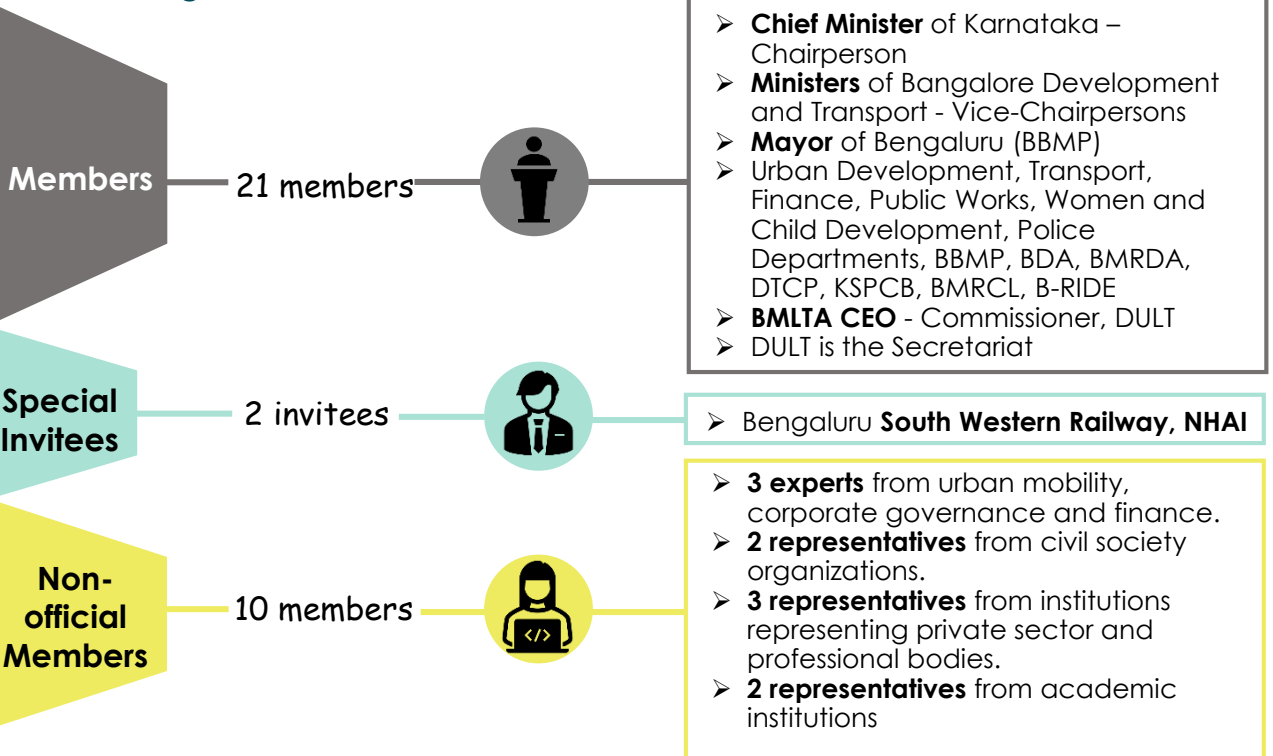 Members
21 members
➢ Chief Minister of Karnataka –
Chairperson
➢ Ministers of Bangalore Development
and Transport - Vice-Chairpersons
➢ Mayor of Bengaluru (BBMP)
➢ Urban Development, Transport,
Finance, Public Works, Women and
Child Development, Police
Departments, BBMP, BDA, BMRDA,
DTCP, KSPCB, BMRCL, B-RIDE
➢ BMLTA CEO - Commissioner, DULT
➢ DULT is the Secretariat
Special
Invitees
2 invitees
➢ Bengaluru South Western Railway, NHAI
Non-
official
Members
10 members
</>
➢ 3 experts from urban mobility,
corporate governance and finance.
➢ 2 representatives from civil society
organizations.
➢ 3 representatives from institutions
representing private sector and
professional bodies.
➢ 2 representatives from academic
institutions